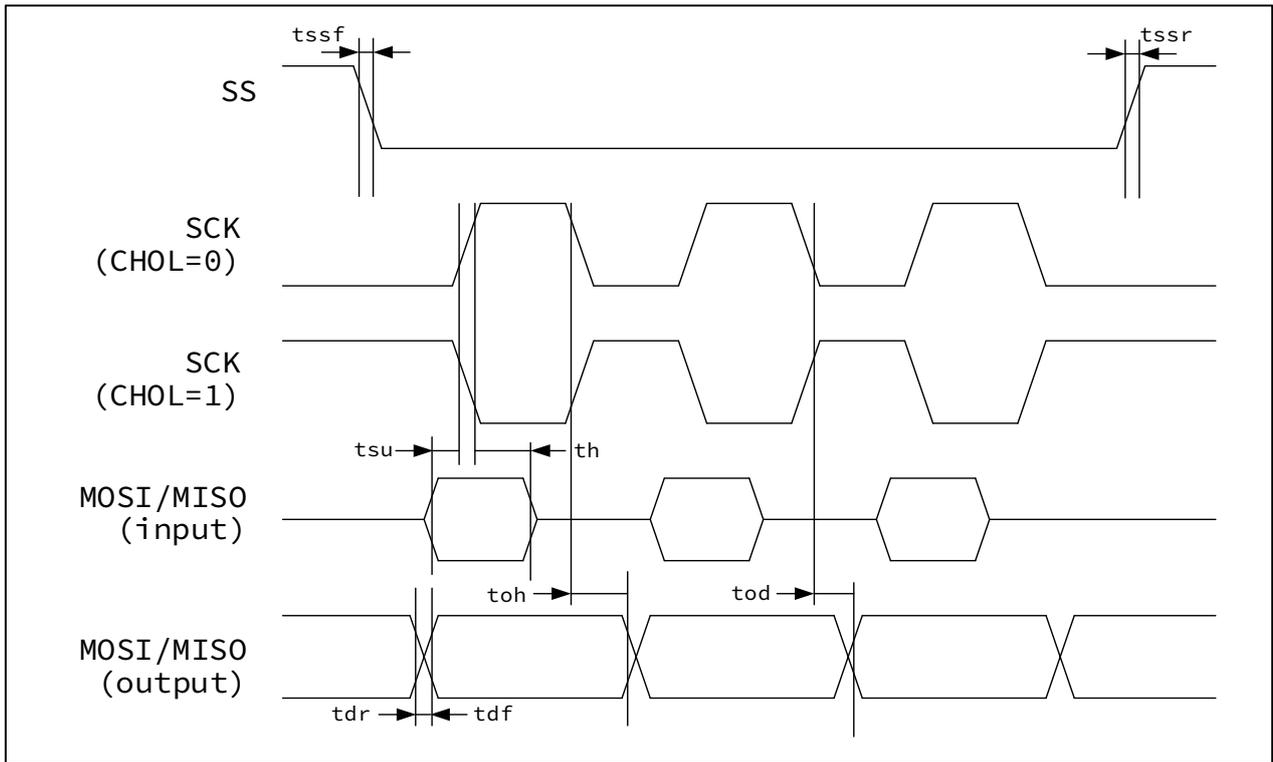 tssf
tssr
SS
SCK
(CHOL=0)
SCK
(CHOL=1)
tsu
th
MOSI/MISO
(input)
toh
tod
MOSI/MISO
(output)
tdr
tdf